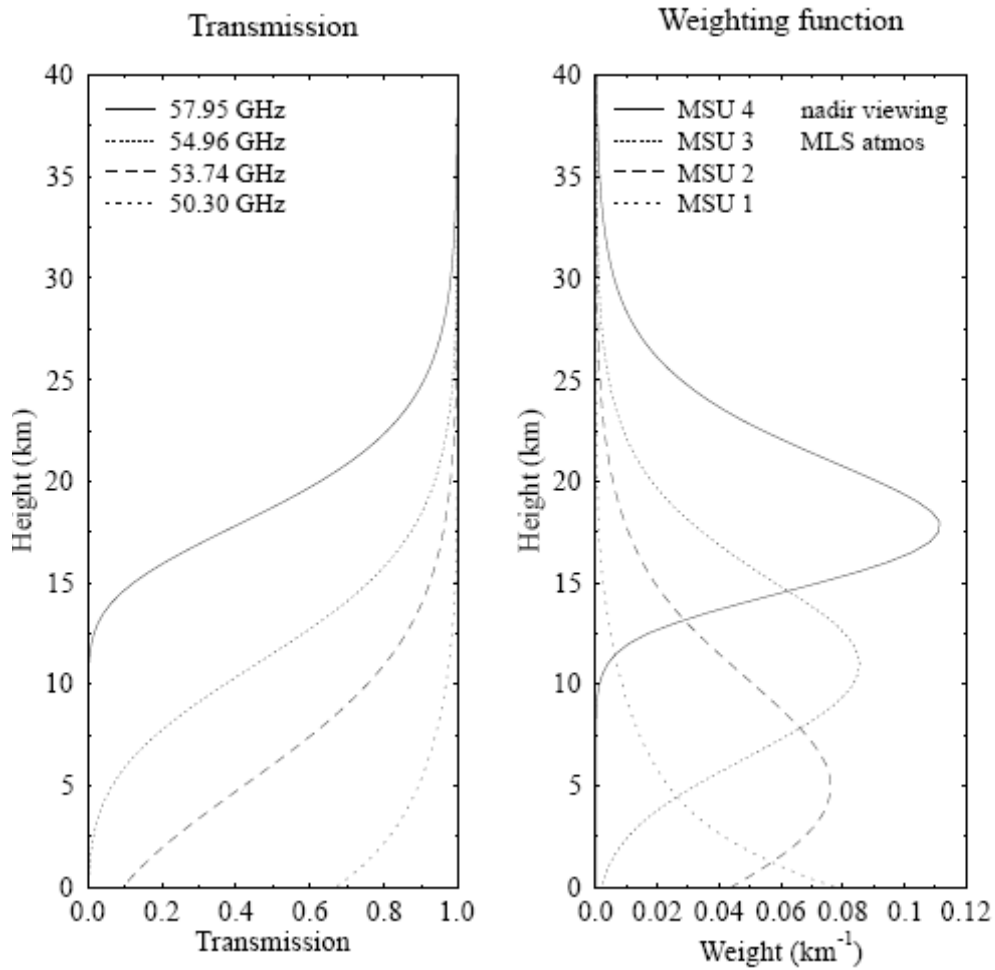 Transmission
40
35
30
25
20
15
10
5
0
Height (km)
57.95 GHz
54.96 GHz
53.74 GHz
50.30 GHz
0.0 0.2 0.4 0.6 0.8 1.0
Transmission
Weighting function
40
35
30
25
20
15
10
5
0
Height (km)
MSU 4 nadir viewing
MSU 3 MLS atmos
MSU 2
MSU 1
0.0 0.02 0.04 0.06 0.08 0.1 0.12
Weight (km⁻¹)